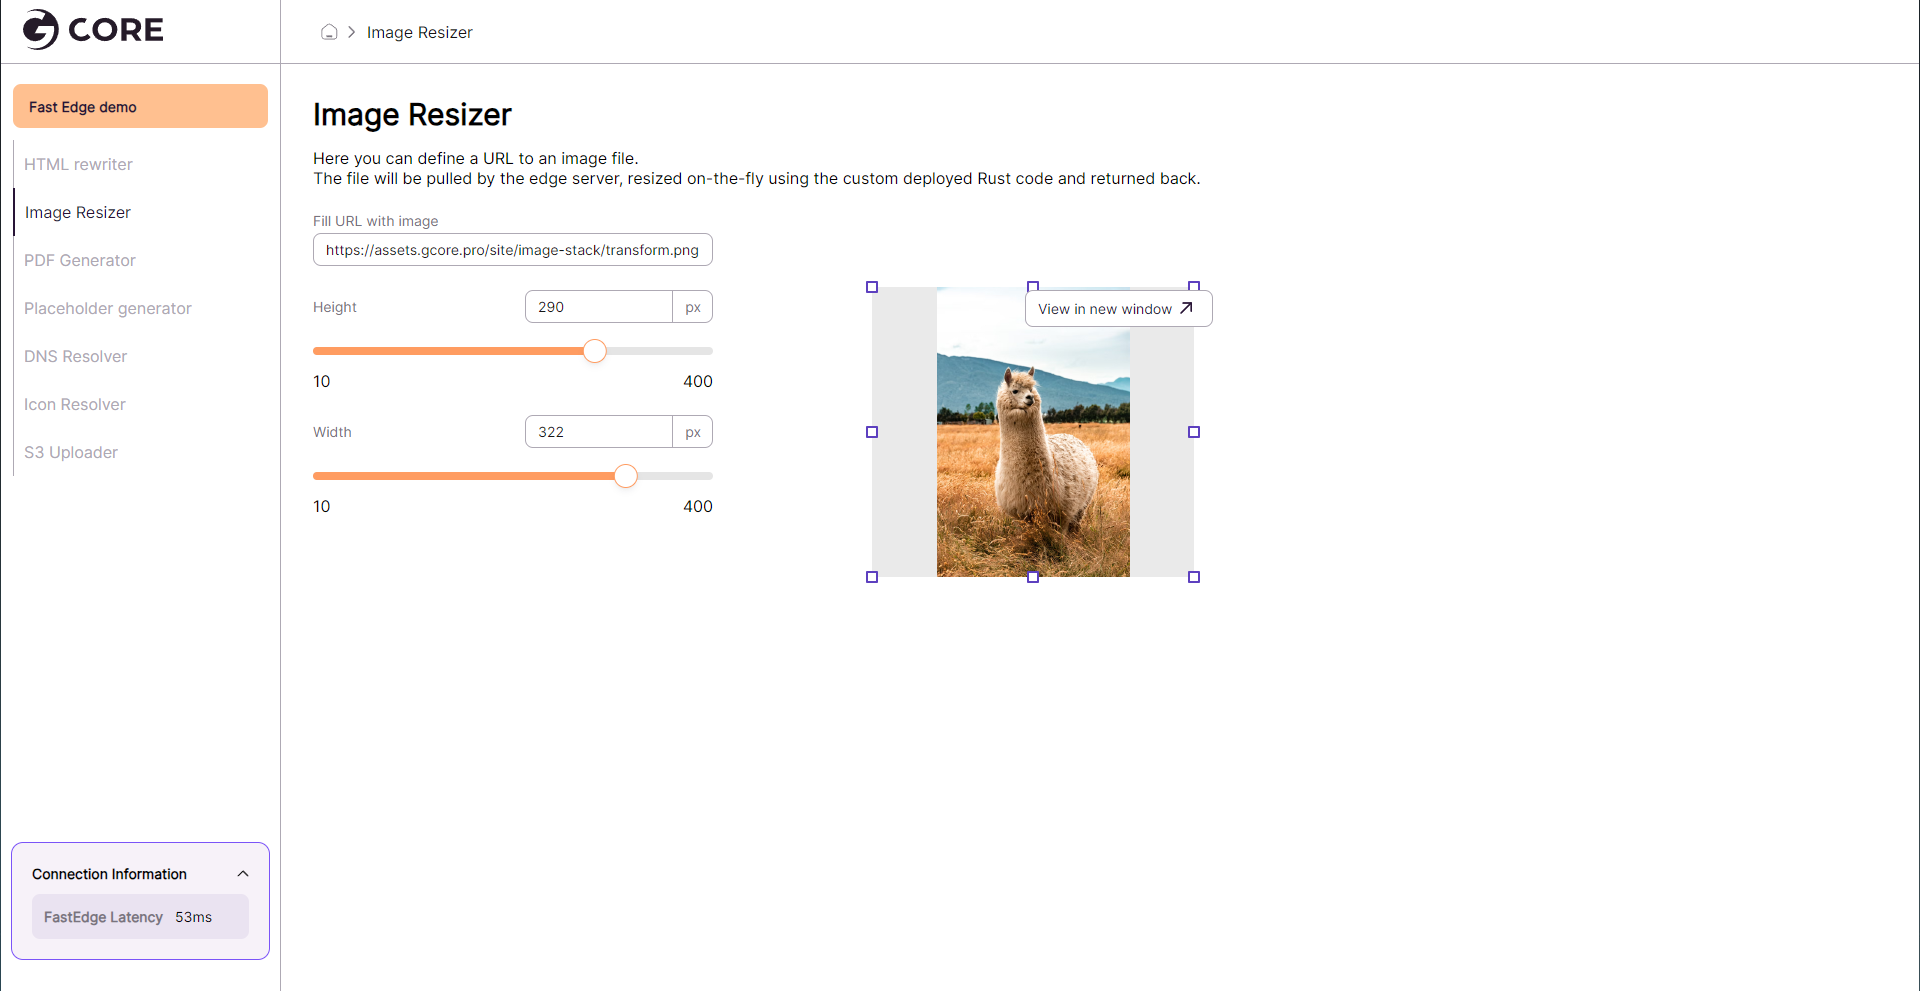 CORE
Image Resizer
Fast Edge demo
HTML rewriter
Image Resizer
PDF Generator
Placeholder generator
DNS Resolver
Icon Resolver
S3 Uploader
Connection Information
FastEdge Latency 53ms
Image Resizer
Here you can define a URL to an image file.
The file will be pulled by the edge server, resized on-the-fly using the custom deployed Rust code and returned back.
Fill URL with image
https://assets.gcore.pro/site/image-stack/transform.png
Height 290 px
10 400
Width 322 px
10 400
View in new window